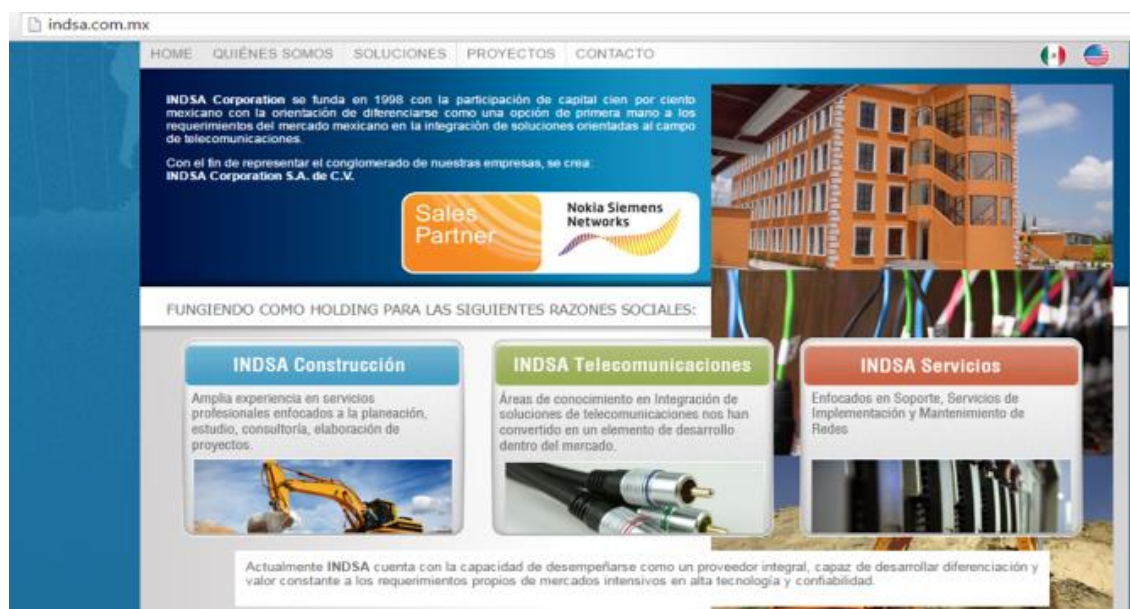 indsa.com.mx
HOME QUIÉNES SOMOS SOLUCIONES PROYECTOS CONTACTO
INDSA Corporation se funda en 1998 con la participación de capital cien por ciento
mexicano con la orientación de diferenciarse como una opción de primera mano a los
requerimientos del mercado mexicano en la integración de soluciones orientadas al campo
de telecomunicaciones.
Con el fin de representar el conglomerado de nuestras empresas, se crea:
INDSA Corporation S.A. de C.V.
Sales
Partner
Nokia Siemens
Networks
FUNGIENDO COMO HOLDING PARA LAS SIGUIENTES RAZONES SOCIALES:
INDSA Construcción
Amplia experiencia en servicios
profesionales enfocados a la planeación,
estudio, consultoría, elaboración de
proyectos.
INDSA Telecomunicaciones
Áreas de conocimiento en Integración de
soluciones de telecomunicaciones nos han
convertido en un elemento de desarrollo
dentro del mercado.
INDSA Servicios
Enfocados en Soporte, Servicios de
Implementación y Mantenimiento de
Redes
Actualmente INDSA cuenta con la capacidad de desempeñarse como un proveedor integral, capaz de desarrollar diferenciación y
valor constante a los requerimientos propios de mercados intensivos en alta tecnología y confiabilidad.